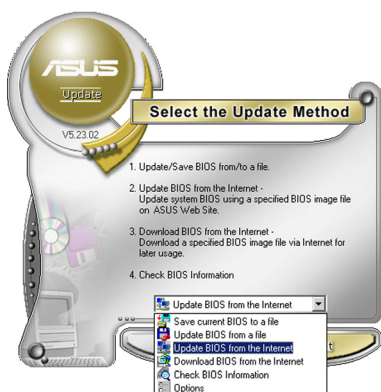 ASUS
Update
V5.23.02
Select the Update Method
1. Update/Save BIOS from/to a file.
2. Update BIOS from the Internet -
Update system BIOS using a specified BIOS image file
on ASUS Web Site.
3. Download BIOS from the Internet -
Download a specified BIOS image file via Internet for
later usage.
4. Check BIOS Information
Update BIOS from the Internet
Save current BIOS to a file
Update BIOS from a file
Update BIOS from the Internet
Download BIOS from the Internet
Check BIOS Information
Options